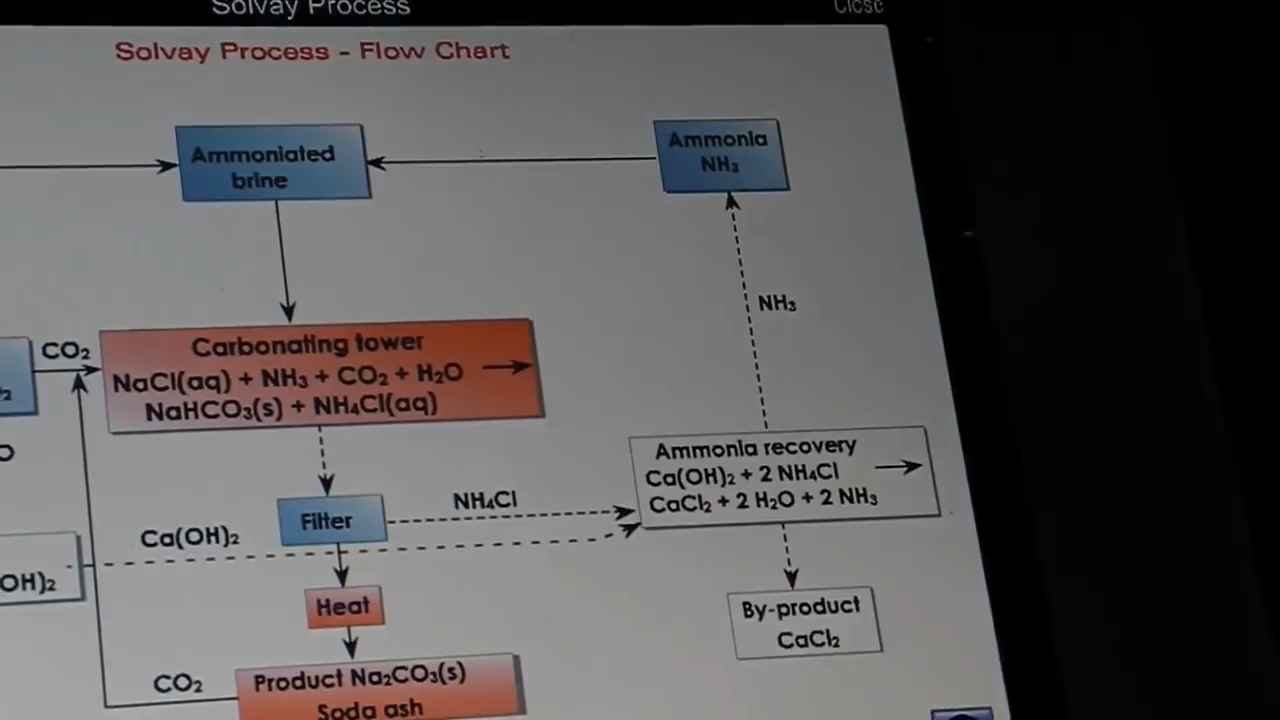 Solvay Process
Close
Solvay Process - Flow Chart
Ammoniated
brine
Ammonia
NH₃
NH₃
CO₂
Carbonating tower
NaCl(aq) + NH₃ + CO₂ + H₂O
NaHCO₃(s) + NH₄Cl(aq)
Ammonia recovery
Ca(OH)₂ + 2 NH₄Cl
CaCl₂ + 2 H₂O + 2 NH₃
Filter
NH₄Cl
Ca(OH)₂
OH)₂
Heat
By-product
CaCl₂
CO₂
Product Na₂CO₃(s)
Soda ash